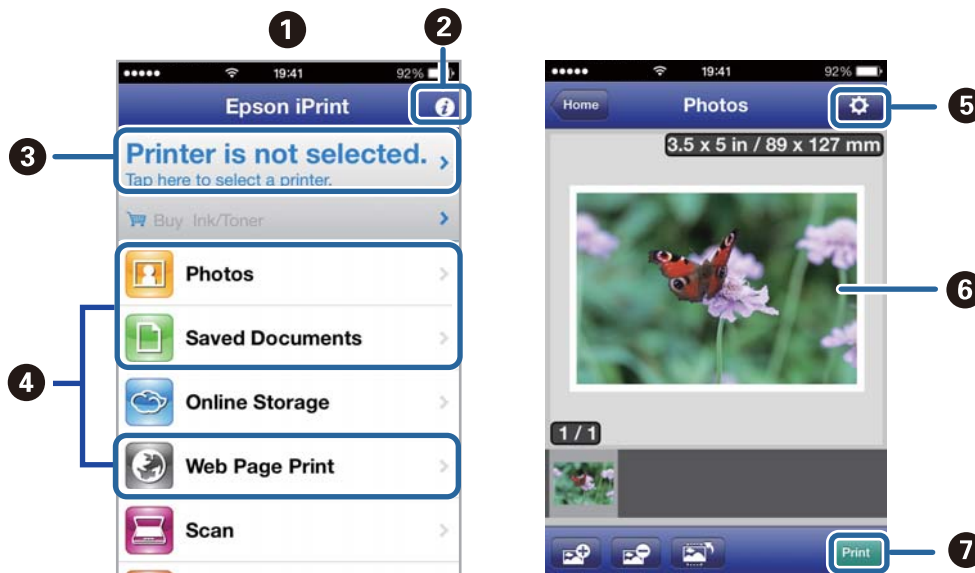 1
2
19:41
92%
Epson iPrint
3
Printer is not selected.
Tap here to select a printer.
Buy Ink/Toner
Photos
Saved Documents
4
Online Storage
Web Page Print
Scan
19:41
92%
Home
Photos
5
3.5 x 5 in / 89 x 127 mm
6
1 / 1
Print
7